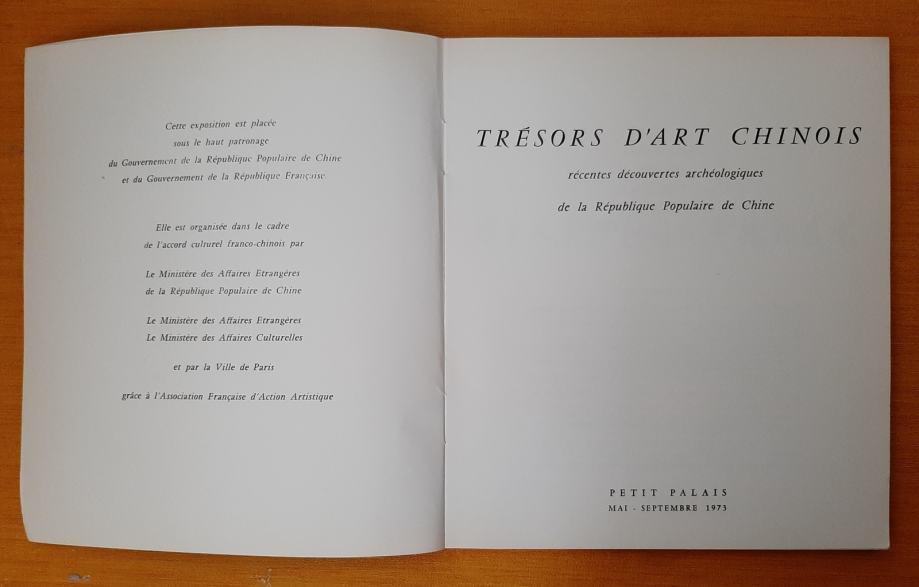 Cette exposition est placée
sous le haut patronage
du Gouvernement de la République Populaire de Chine
et du Gouvernement de la République Française.
Elle est organisée dans le cadre
de l'accord culturel franco-chinois par
Le Ministère des Affaires Etrangères
de la République Populaire de Chine
Le Ministère des Affaires Etrangères
Le Ministère des Affaires Culturelles
et par la Ville de Paris
grâce à l'Association Française d'Action Artistique
TRÉSORS D'ART CHINOIS
récentes découvertes archéologiques
de la République Populaire de Chine
PETIT PALAIS
MAI - SEPTEMBRE 1973